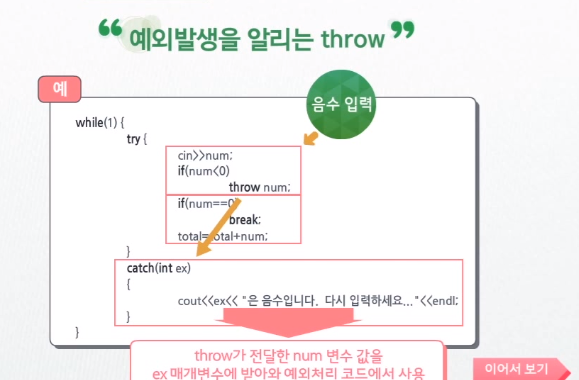 “ 예외발생을 알리는 throw ”
예
음수 입력
while(1) {
try {
cin>>num;
if(num<0)
throw num;
if(num==0)
break;
total=total+num;
}
catch(int ex)
{
cout<<ex<< "은 음수입니다. 다시 입력하세요..."<<endl;
}
}
throw가 전달한 num 변수 값을
ex 매개변수에 받아와 예외처리 코드에서 사용
이어서 보기